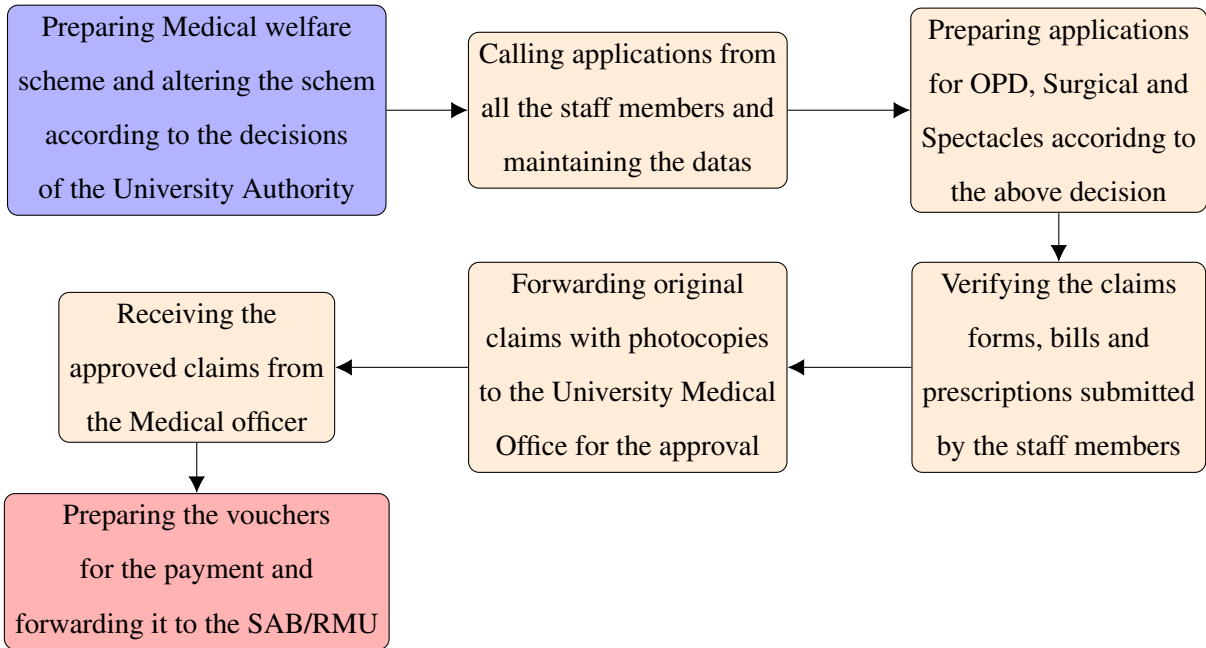 Preparing Medical welfare
scheme and altering the schem
according to the decisions
of the University Authority
Calling applications from
all the staff members and
maintaining the datas
Preparing applications
for OPD, Surgical and
Spectacles accoridng to
the above decision
Verifying the claims
forms, bills and
prescriptions submitted
by the staff members
Forwarding original
claims with photocopies
to the University Medical
Office for the approval
Receiving the
approved claims from
the Medical officer
Preparing the vouchers
for the payment and
forwarding it to the SAB/RMU